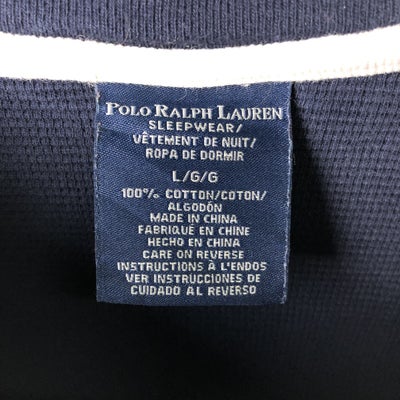 POLO RALPH LAUREN
SLEEPWEAR/
VÊTEMENT DE NUIT/
ROPA DE DORMIR
L/G/G
100% COTTON/COTON/
ALGODÓN
MADE IN CHINA
FABRIQUÉ EN CHINE
HECHO EN CHINA
CARE ON REVERSE
INSTRUCTIONS À L'ENDOS
VER INSTRUCCIONES DE
CUIDADO AL REVERSO